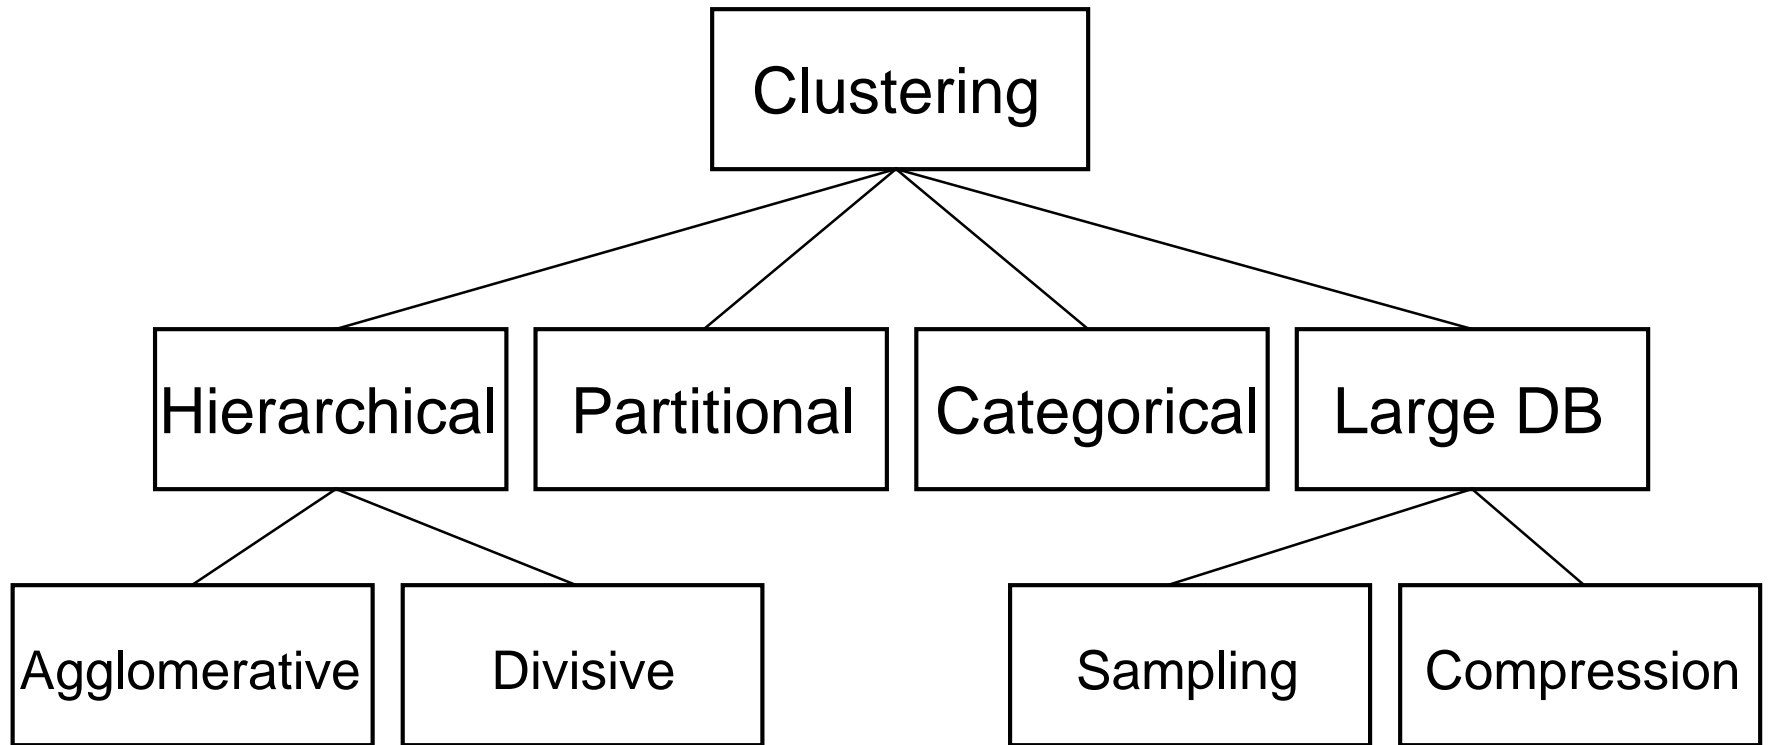 Clustering
Hierarchical
Partitional
Categorical
Large DB
Agglomerative
Divisive
Sampling
Compression